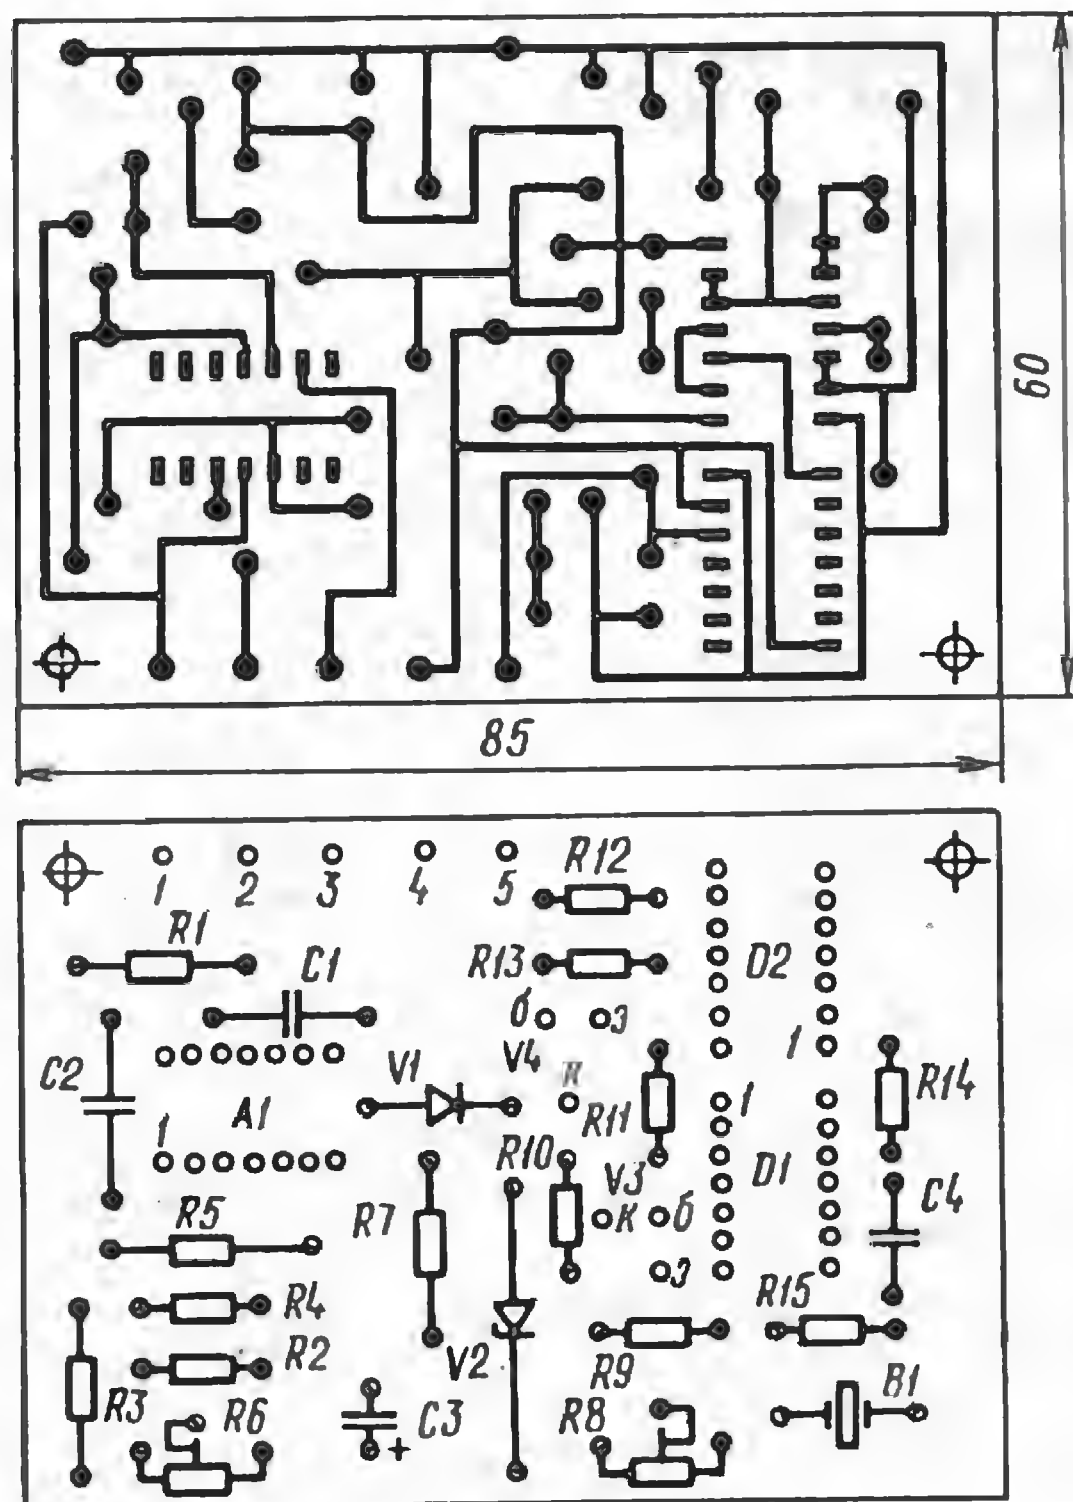 60
85
R12
1 2 3 4 5
R1
C1
R13
D2
б
Э
C2
V1
V4
к
1
R14
A1
R11
1
1
R10
D1
R5
R7
V3
C4
К
б
Э
R4
R15
R2
V2
R9
R3
R6
C3
R8
B1
+